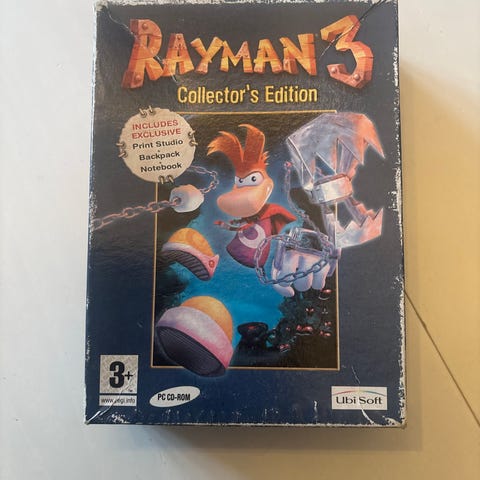 RAYMAN 3
Collector's Edition
INCLUDES
EXCLUSIVE
Print Studio
Backpack
Notebook
3+
www.pegi.info
PC CD-ROM
Ubi Soft